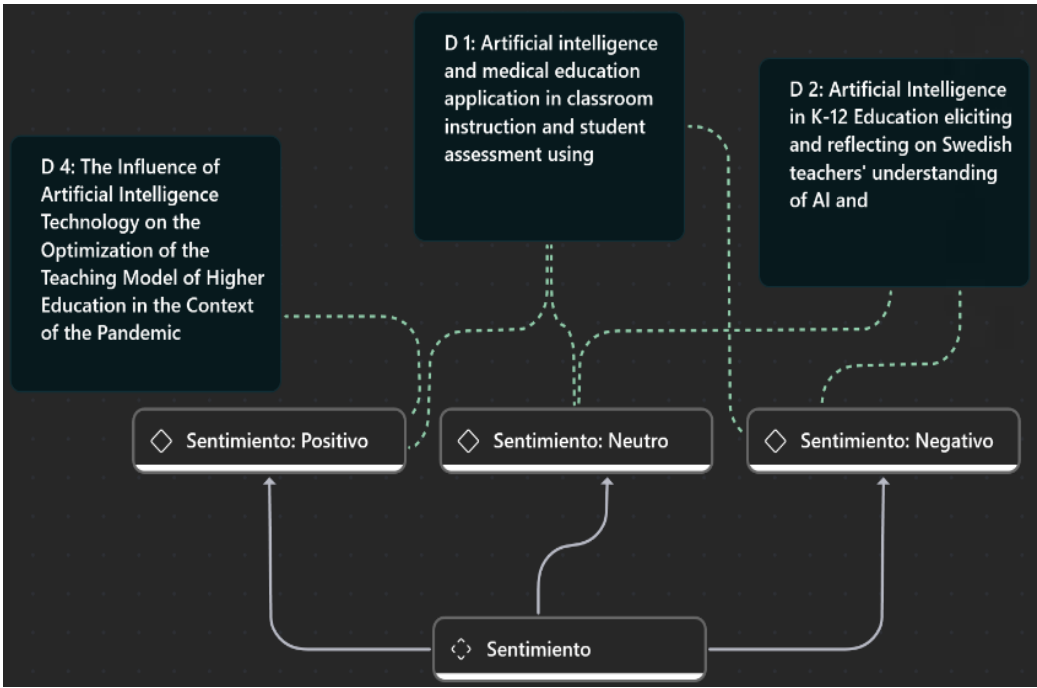 D 1: Artificial intelligence
and medical education
application in classroom
instruction and student
assessment using
D 2: Artificial Intelligence
in K-12 Education eliciting
and reflecting on Swedish
teachers' understanding
of AI and
D 4: The Influence of
Artificial Intelligence
Technology on the
Optimization of the
Teaching Model of Higher
Education in the Context
of the Pandemic
Sentimiento: Positivo
Sentimiento: Neutro
Sentimiento: Negativo
Sentimiento